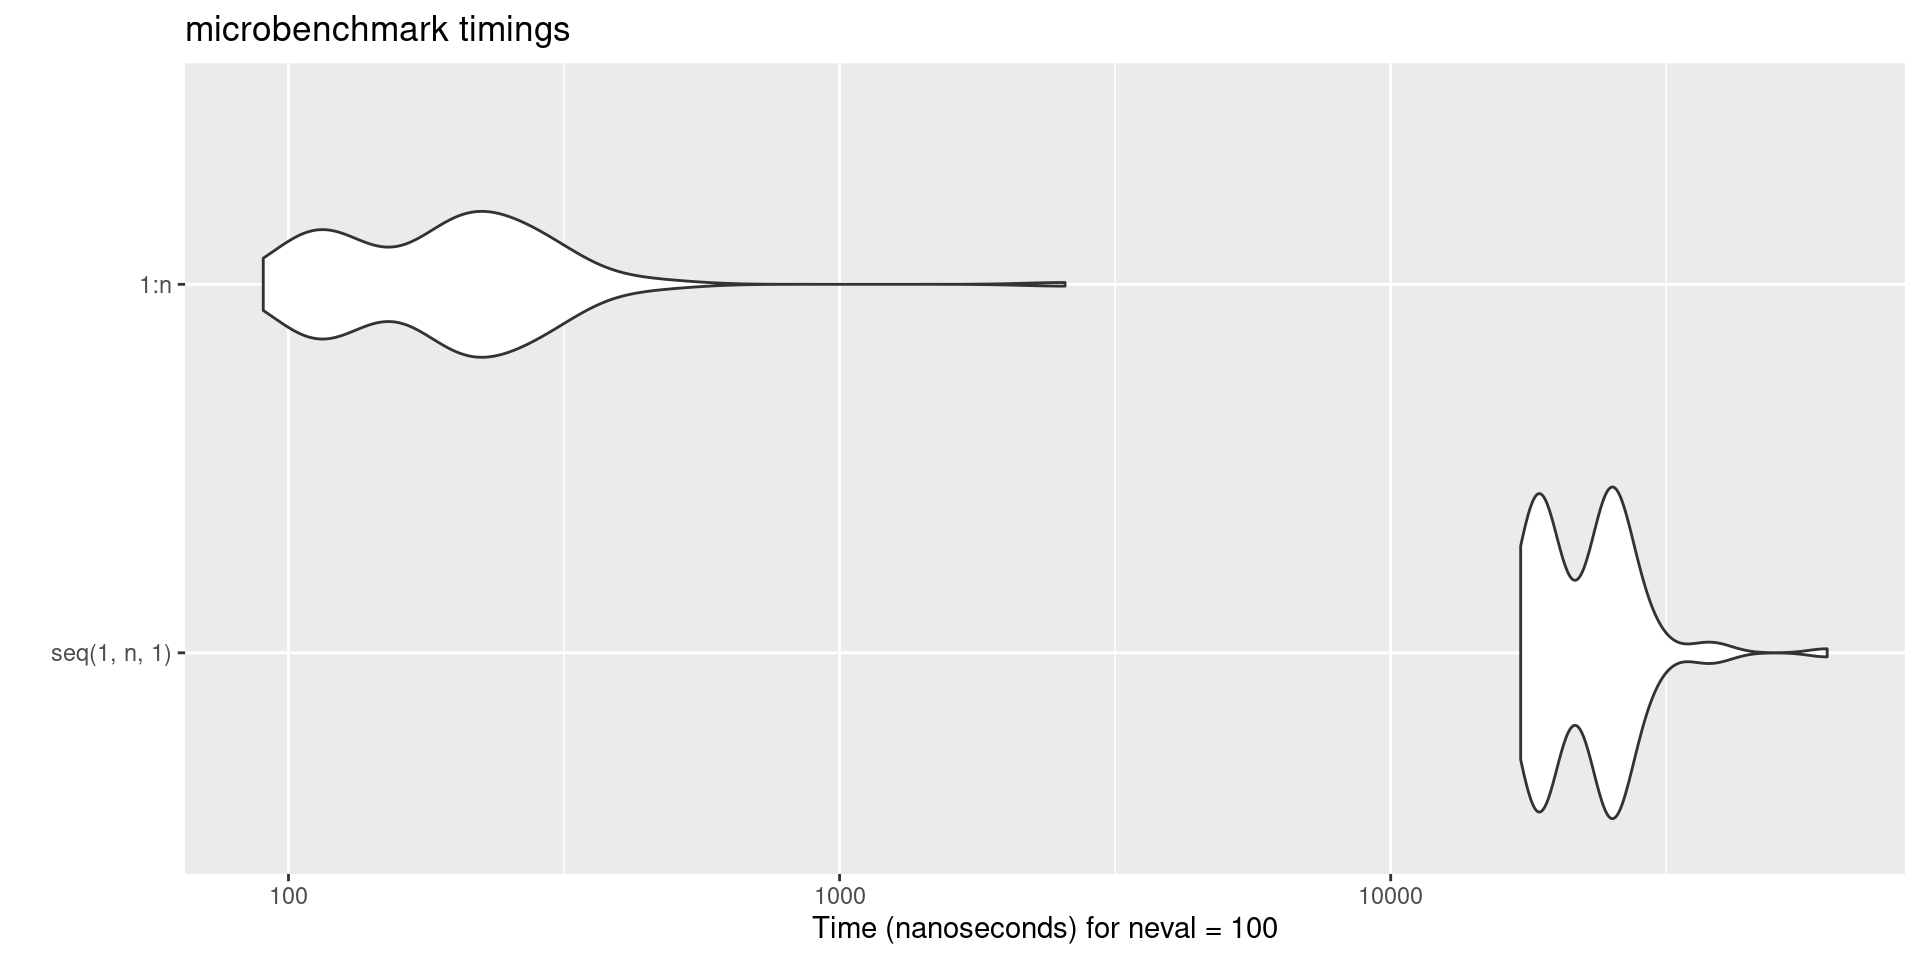 microbenchmark timings
1:n
seq(1, n, 1)
100
1000
10000
Time (nanoseconds) for neval = 100